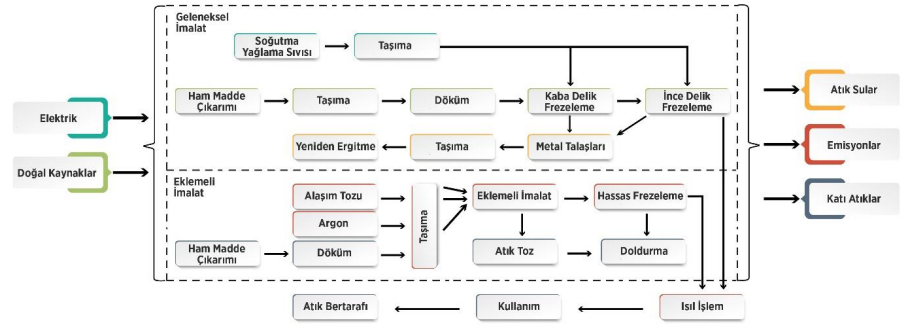 Geleneksel
İmalat
Soğutma
Yağlama Sıvısı
Taşıma
Ham Madde
Çıkarımı
Taşıma
Döküm
Kaba Delik
Frezeleme
İnce Delik
Frezeleme
Yeniden Ergitme
Taşıma
Metal Talaşları
Elektrik
Doğal Kaynaklar
Atık Sular
Emisyonlar
Katı Atıklar
Eklemeli
İmalat
Alaşım Tozu
Argon
Ham Madde
Çıkarımı
Döküm
Taşıma
Eklemeli İmalat
Hassas Frezeleme
Atık Toz
Doldurma
Atık Bertarafı
Kullanım
Isıl İşlem